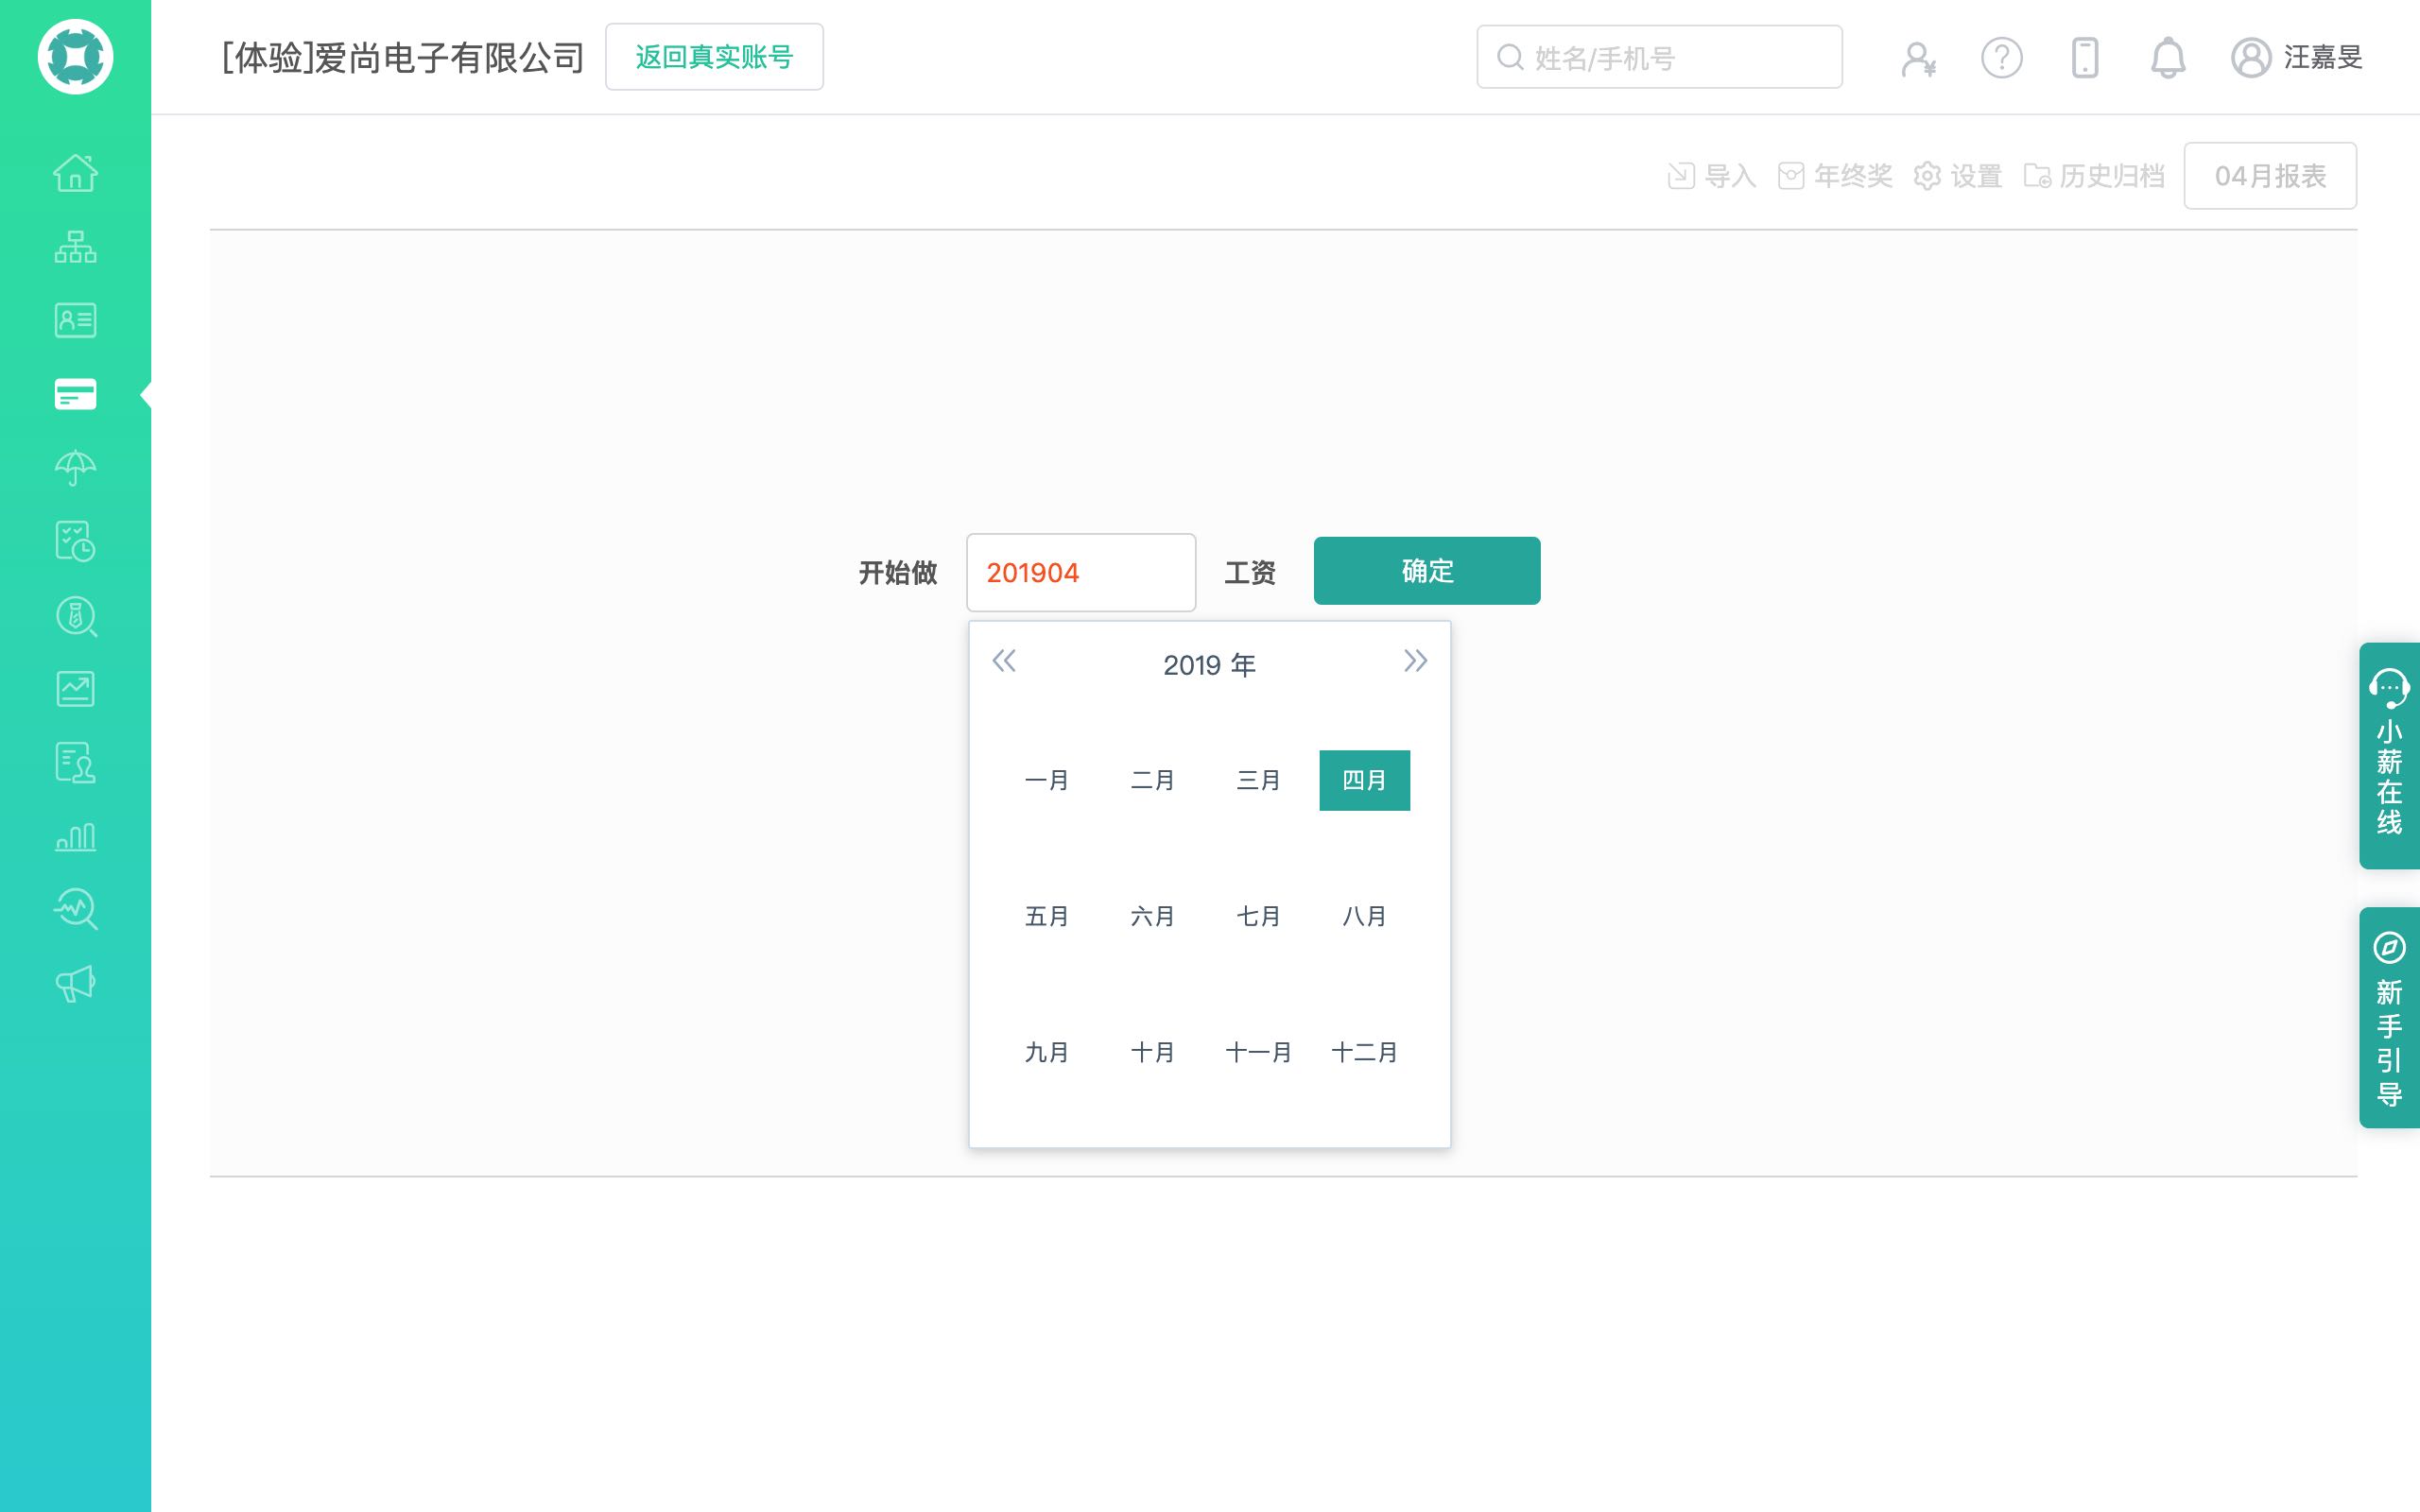 [体验]爱尚电子有限公司 返回真实账号 姓名/手机号 汪嘉旻
导入 年终奖 设置 历史归档 04月报表
开始做 201904 工资 确定
2019 年
一月 二月 三月 四月
五月 六月 七月 八月
九月 十月 十一月 十二月
小薪在线
新手引导